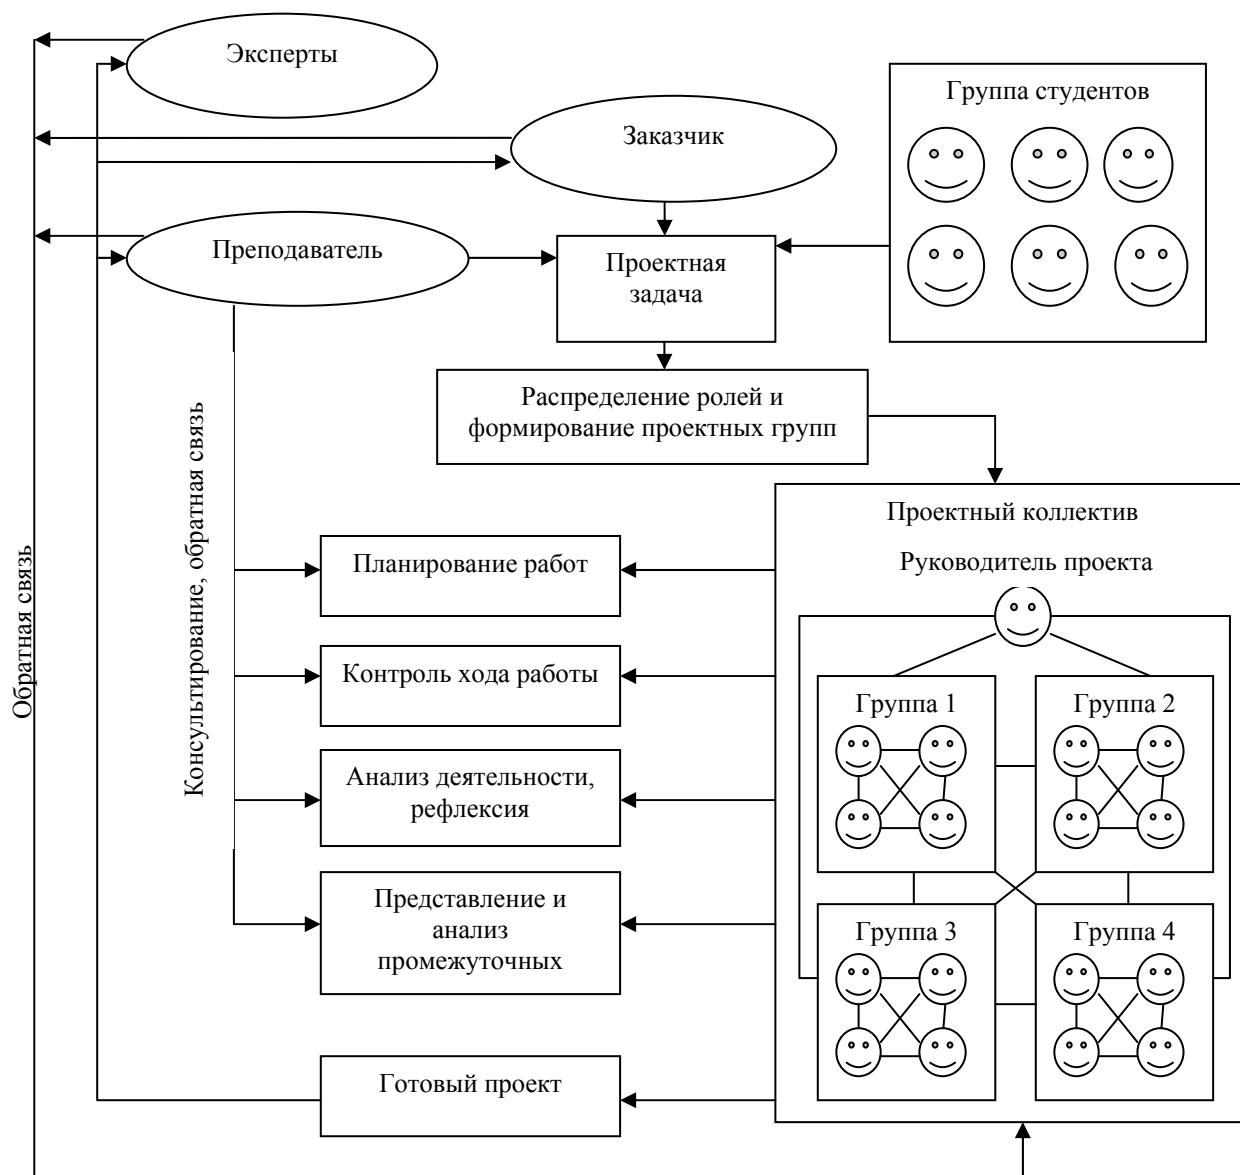 Эксперты
Группа студентов
Заказчик
Преподаватель
Проектная
задача
Распределение ролей и
формирование проектных групп
Обратная связь
Консультирование, обратная связь
Проектный коллектив
Руководитель проекта
Планирование работ
Контроль хода работы
Группа 1
Группа 2
Анализ деятельности,
рефлексия
Представление и
анализ
промежуточных
Группа 3
Группа 4
Готовый проект